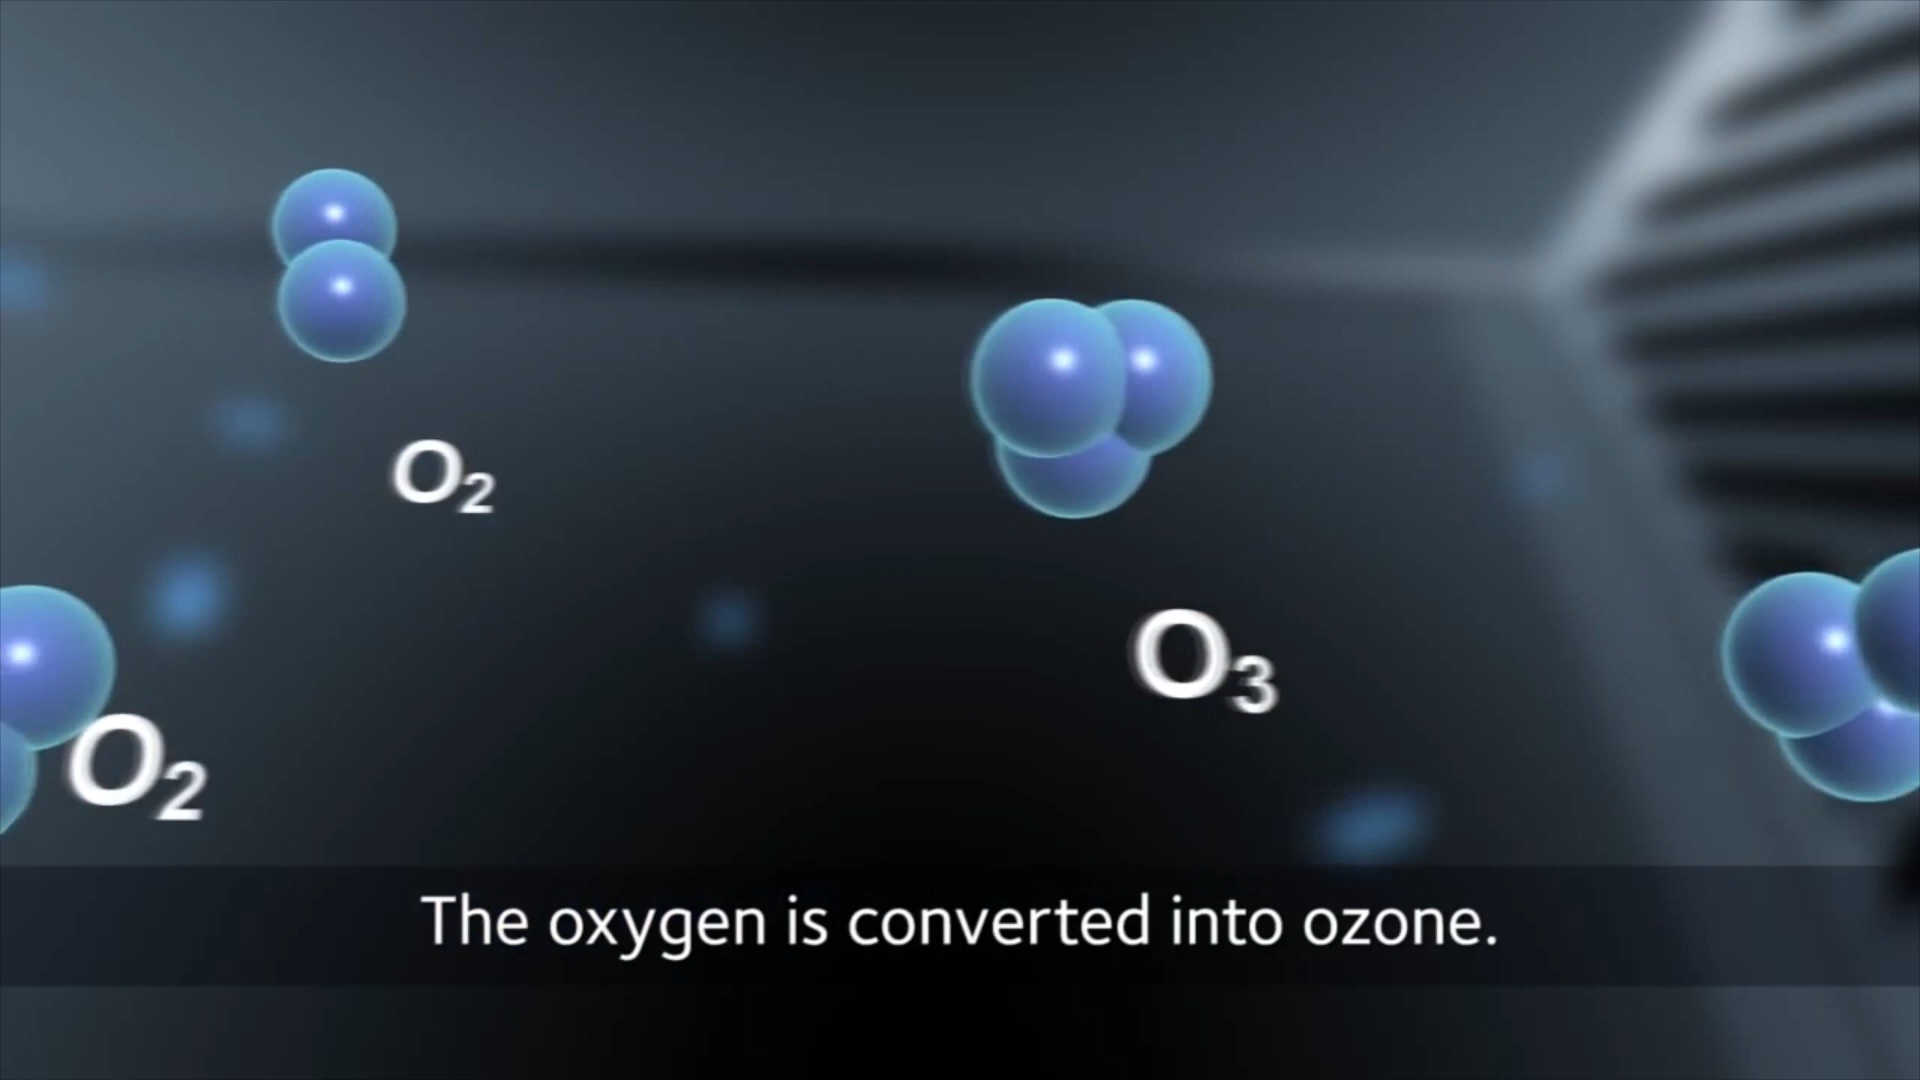 O₂
O₃
O₂
The oxygen is converted into ozone.